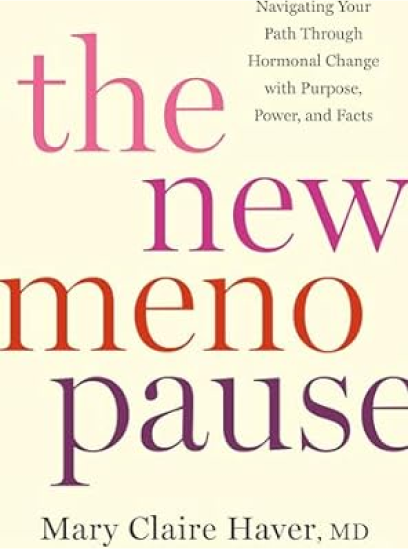 Navigating Your
Path Through
Hormonal Change
with Purpose,
Power, and Facts
the
new
meno
pause
Mary Claire Haver, MD